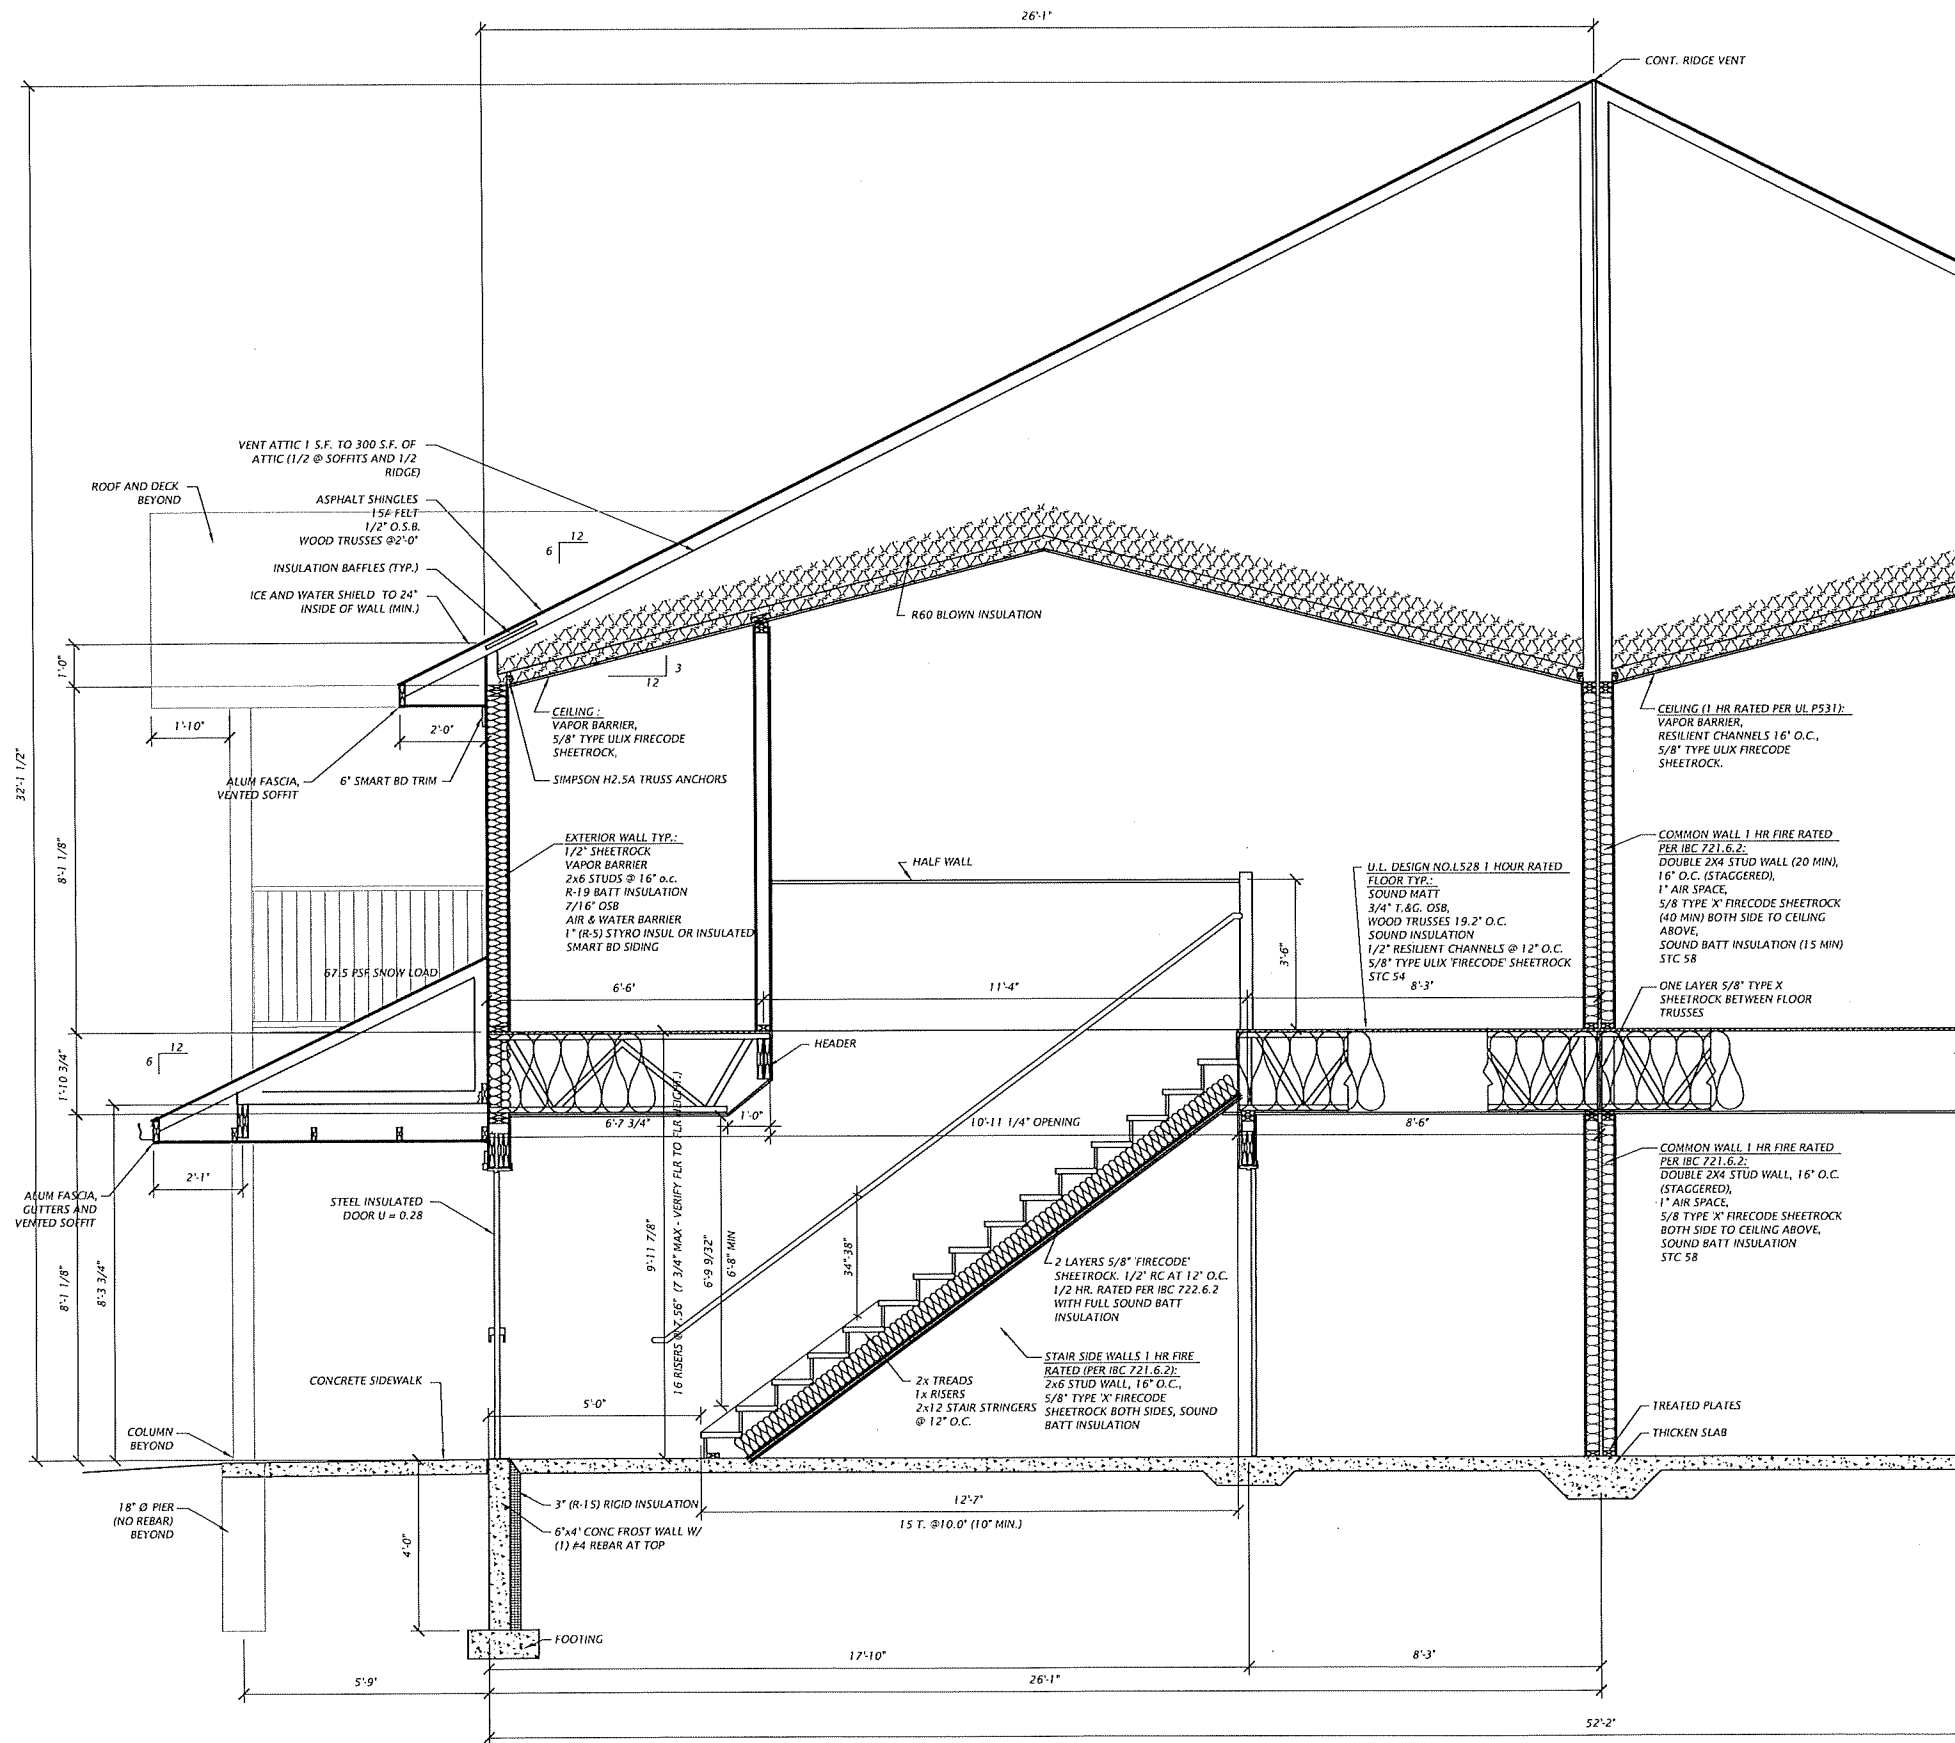 26'-1"
CONT. RIDGE VENT
VENT ATTIC 1 S.F. TO 300 S.F. OF
ATTIC (1/2 @ SOFFITS AND 1/2
RIDGE)
ROOF AND DECK
BEYOND
ASPHALT SHINGLES
15# FELT
1/2" O.S.B.
WOOD TRUSSES @2'-0"
12
6
INSULATION BAFFLES (TYP.)
ICE AND WATER SHIELD TO 24"
INSIDE OF WALL (MIN.)
R60 BLOWN INSULATION
1'-0"
3
12
CEILING :
VAPOR BARRIER,
5/8" TYPE ULIX FIRECODE
SHEETROCK,
CEILING (1 HR RATED PER UL P531):
VAPOR BARRIER,
RESILIENT CHANNELS 16" O.C.,
5/8" TYPE ULIX FIRECODE
SHEETROCK.
1'-10"
2'-0"
32'-1 1/2"
ALUM FASCIA,
VENTED SOFFIT
6" SMART BD TRIM
SIMPSON H2.5A TRUSS ANCHORS
8'-1 1/8"
EXTERIOR WALL TYP.:
1/2" SHEETROCK
VAPOR BARRIER
2x6 STUDS @ 16" o.c.
R-19 BATT INSULATION
7/16" OSB
AIR & WATER BARRIER
1" (R-5) STYRO INSUL OR INSULATED
SMART BD SIDING
HALF WALL
U.L. DESIGN NO.L528 1 HOUR RATED
FLOOR TYP.:
SOUND MATT
3/4" T.&G. OSB,
WOOD TRUSSES 19.2" O.C.
SOUND INSULATION
1/2" RESILIENT CHANNELS @ 12" O.C.
5/8" TYPE ULIX 'FIRECODE' SHEETROCK
STC 54
COMMON WALL 1 HR FIRE RATED
PER IBC 721.6.2:
DOUBLE 2X4 STUD WALL (20 MIN),
16" O.C. (STAGGERED),
1" AIR SPACE,
5/8 TYPE 'X' FIRECODE SHEETROCK
(40 MIN) BOTH SIDE TO CEILING
ABOVE,
SOUND BATT INSULATION (15 MIN)
STC 58
3'-6"
67.5 PSF SNOW LOAD
6'-6"
11'-4"
8'-3"
ONE LAYER 5/8" TYPE X
SHEETROCK BETWEEN FLOOR
TRUSSES
12
6
HEADER
1'-10 3/4"
6'-7 3/4"
1'-0"
10'-11 1/4" OPENING
8'-6"
COMMON WALL 1 HR FIRE RATED
PER IBC 721.6.2:
DOUBLE 2X4 STUD WALL, 16" O.C.
(STAGGERED),
1" AIR SPACE,
5/8 TYPE 'X' FIRECODE SHEETROCK
BOTH SIDE TO CEILING ABOVE,
SOUND BATT INSULATION
STC 58
2'-1"
ALUM FASCIA,
GUTTERS AND
VENTED SOFFIT
STEEL INSULATED
DOOR U = 0.28
8'-1 1/8"
8'-3 3/4"
9'-11 7/8"
16 RISERS @ 7.56" (7 3/4" MAX - VERIFY FLR TO FLR HEIGHT.)
6'-9 9/32"
6'-8" MIN
34"-38"
2 LAYERS 5/8" 'FIRECODE'
SHEETROCK. 1/2" RC AT 12" O.C.
1/2 HR. RATED PER IBC 722.6.2
WITH FULL SOUND BATT
INSULATION
STAIR SIDE WALLS 1 HR FIRE
RATED (PER IBC 721.6.2):
2x6 STUD WALL, 16" O.C.,
5/8" TYPE 'X' FIRECODE
SHEETROCK BOTH SIDES, SOUND
BATT INSULATION
2x TREADS
1x RISERS
2x12 STAIR STRINGERS
@ 12" O.C.
CONCRETE SIDEWALK
5'-0"
TREATED PLATES
THICKEN SLAB
COLUMN
BEYOND
18" Ø PIER
(NO REBAR)
BEYOND
3" (R-15) RIGID INSULATION
6"x4' CONC FROST WALL W/
(1) #4 REBAR AT TOP
12'-7"
15 T. @10.0" (10" MIN.)
4'-0"
FOOTING
17'-10"
8'-3"
5'-9"
26'-1"
52'-2"